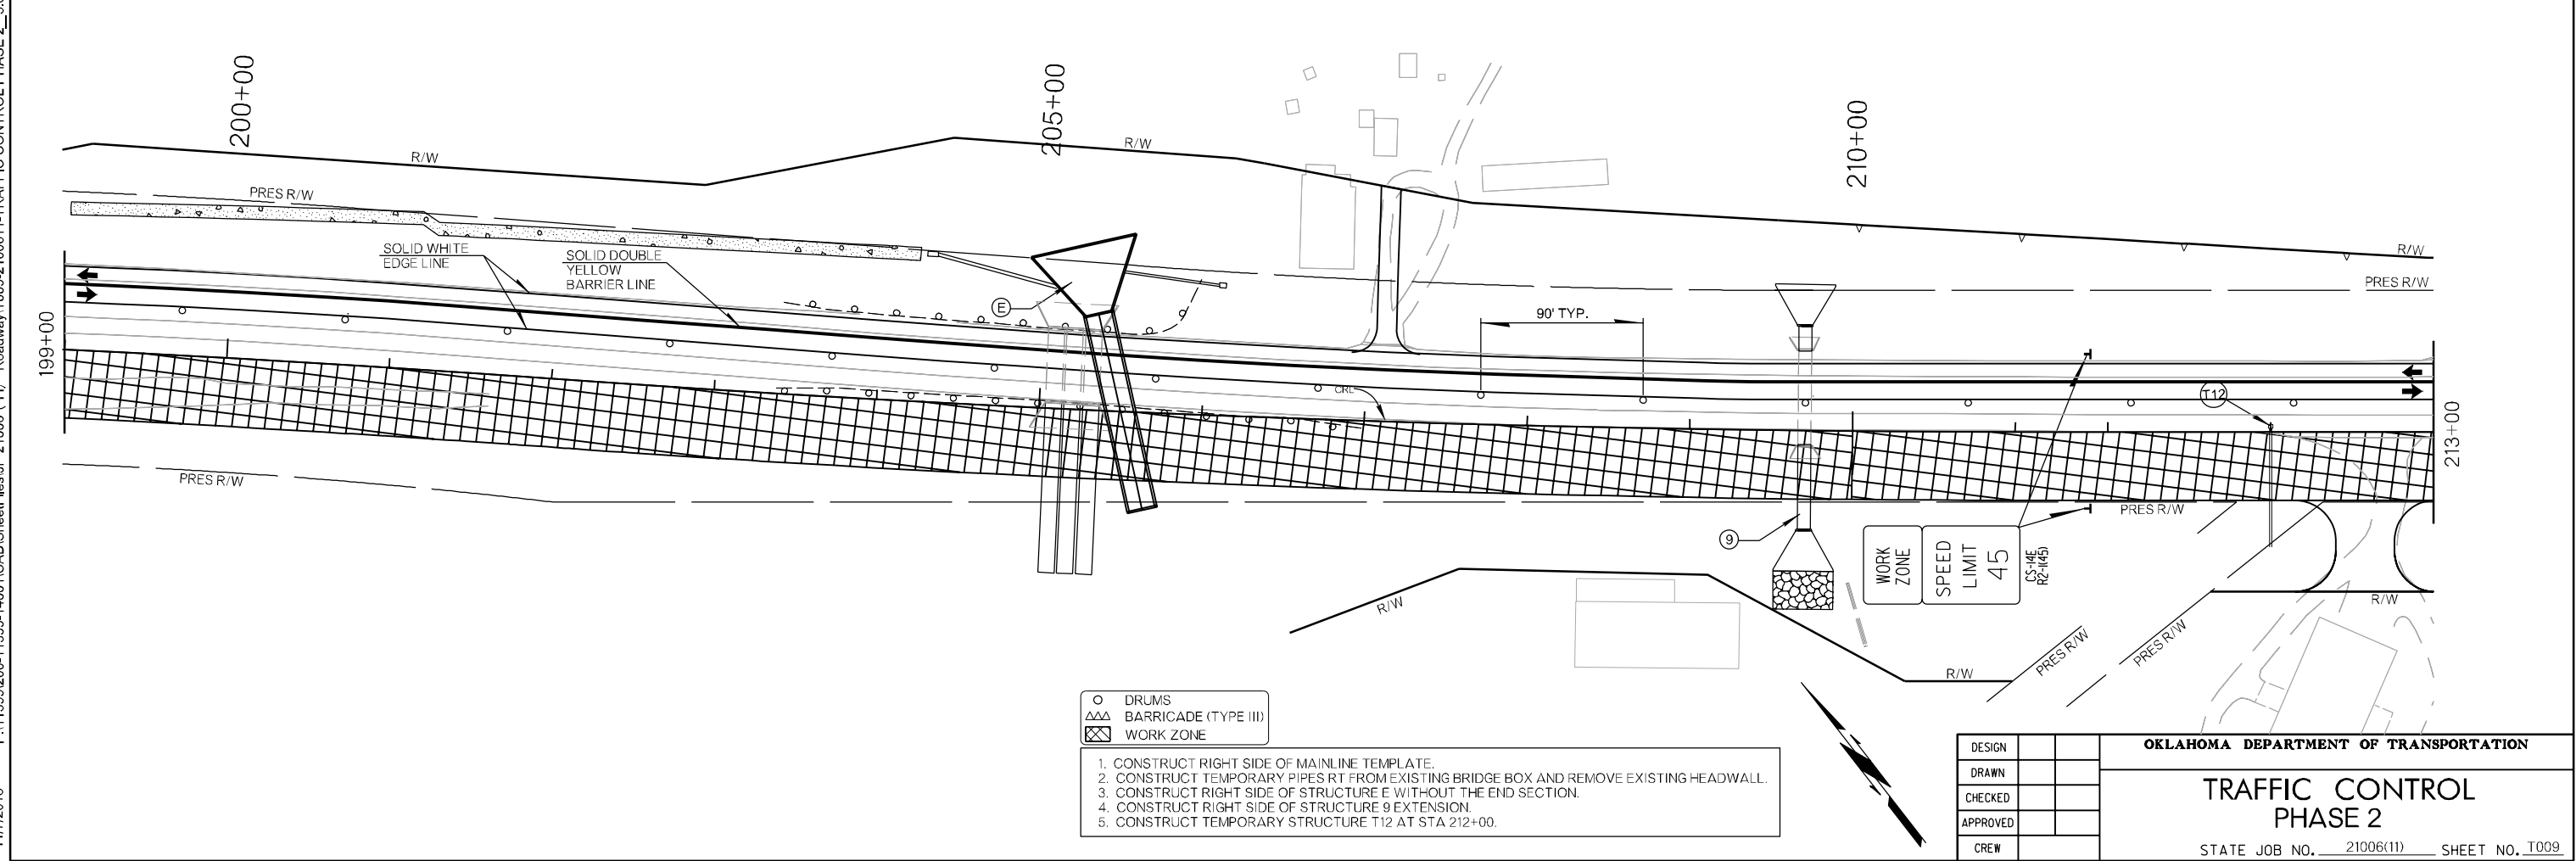 200+00
205+00
210+00
R/W
R/W
R/W
PRES R/W
PRES R/W
SOLID WHITE
EDGE LINE
SOLID DOUBLE
YELLOW
BARRIER LINE
E
90' TYP.
199+00
CRL
T12
213+00
PRES R/W
PRES R/W
9
WORK
ZONE
SPEED
LIMIT
45
CS-14E
R2-1(45)
R/W
R/W
R/W
PRES R/W
PRES R/W
DRUMS
BARRICADE (TYPE III)
WORK ZONE
1. CONSTRUCT RIGHT SIDE OF MAINLINE TEMPLATE.
2. CONSTRUCT TEMPORARY PIPES RT FROM EXISTING BRIDGE BOX AND REMOVE EXISTING HEADWALL.
3. CONSTRUCT RIGHT SIDE OF STRUCTURE E WITHOUT THE END SECTION.
4. CONSTRUCT RIGHT SIDE OF STRUCTURE 9 EXTENSION.
5. CONSTRUCT TEMPORARY STRUCTURE T12 AT STA 212+00.
DESIGN
DRAWN
CHECKED
APPROVED
CREW
OKLAHOMA DEPARTMENT OF TRANSPORTATION
TRAFFIC CONTROL
PHASE 2
STATE JOB NO. 21006(11) SHEET NO. T009